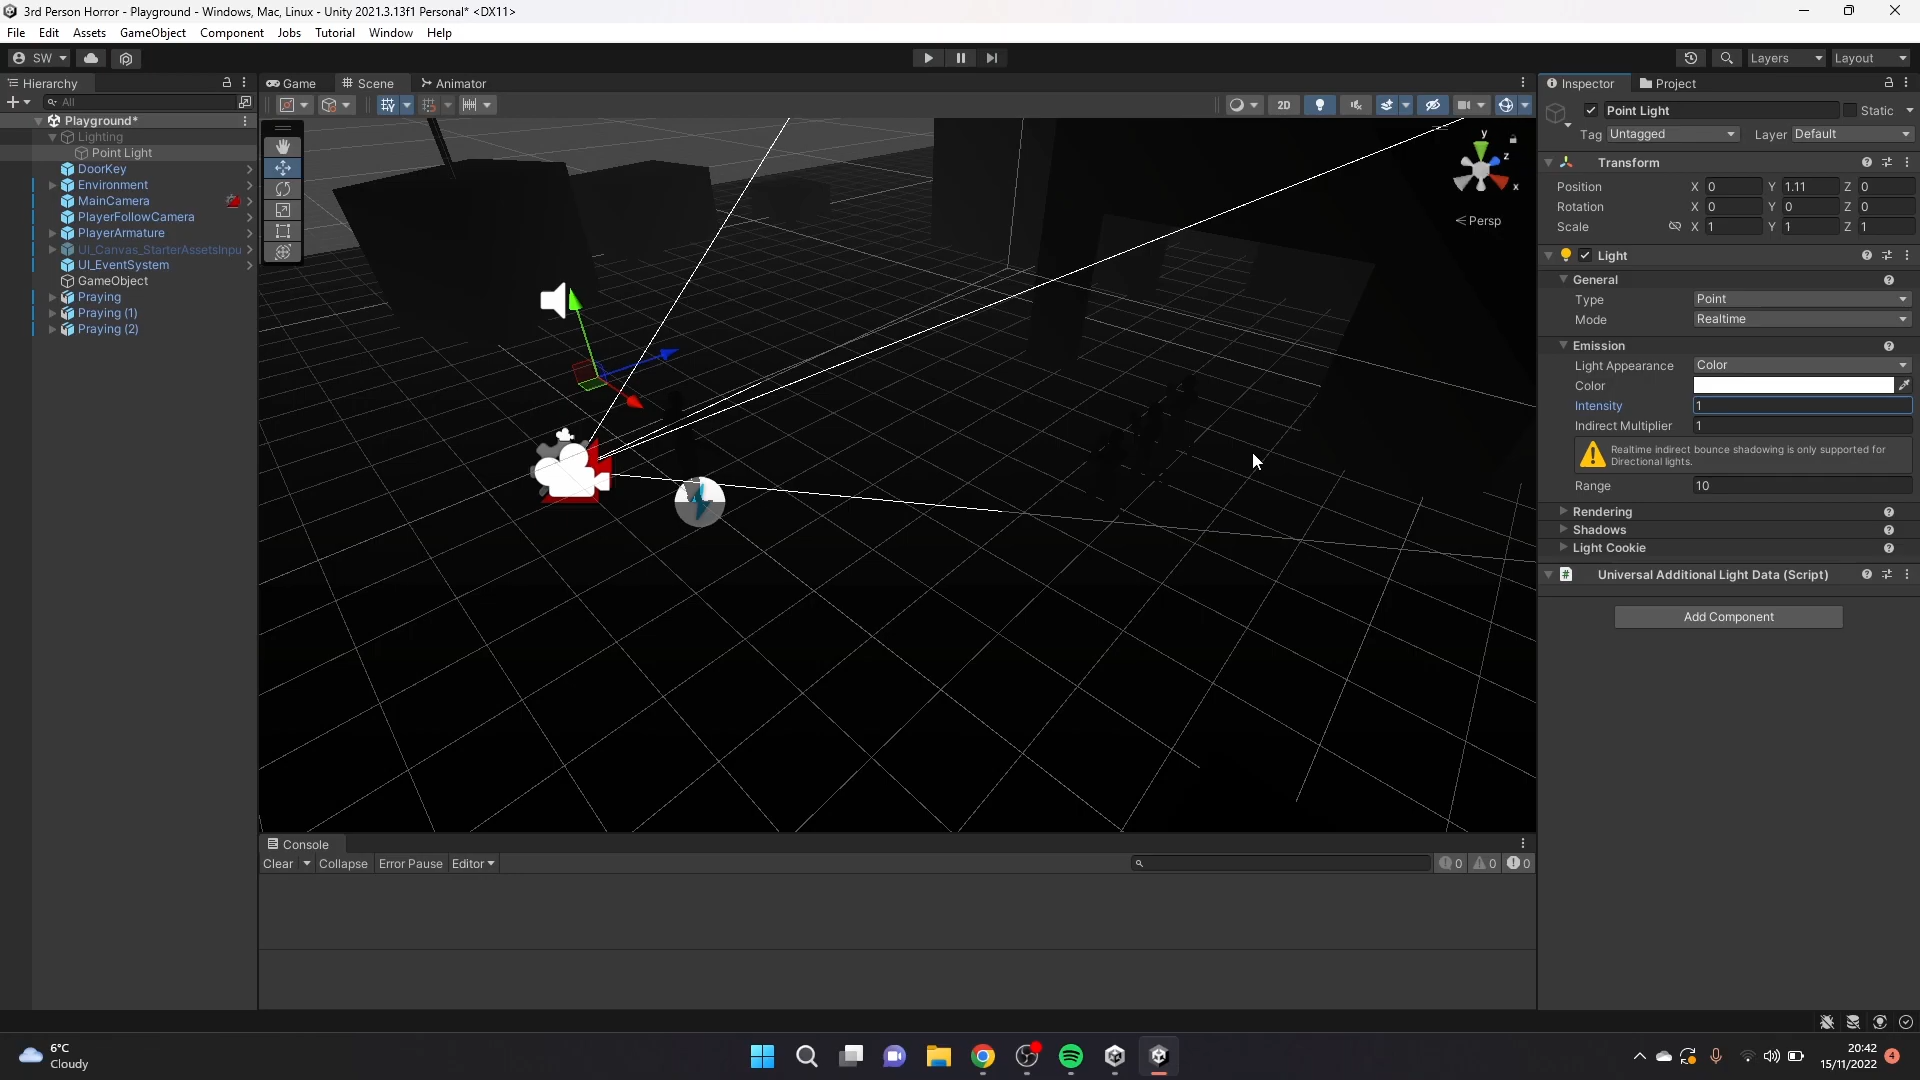 3rd Person Horror - Playground - Windows, Mac, Linux - Unity 2021.3.13f1 Personal* <DX11>
File Edit Assets GameObject Component Jobs Tutorial Window Help
SW Layers Layout
Hierarchy Game Scene Animator Inspector Project
All 2D Point Light Static
Playground*
Lighting Tag Untagged Layer Default
Point Light
DoorKey Transform
Environment Position X 0 Y 1.11 Z 0
MainCamera
PlayerFollowCamera Rotation X 0 Y 0 Z 0
PlayerArmature Scale X 1 Y 1 Z 1
UI_Canvas_StarterAssetsInpu
UI_EventSystem Light
GameObject General
Praying Type Point
Praying (1) Mode Realtime
Praying (2)
y
z
x
< Persp
Emission
Light Appearance Color
Color
Intensity 1
Indirect Multiplier 1
Realtime indirect bounce shadowing is only supported for
Directional lights.
Range 10
Rendering
Shadows
Light Cookie
# Universal Additional Light Data (Script)
Add Component
Console
Clear Collapse Error Pause Editor 0 0 0
6°C
Cloudy
20:42
15/11/2022 4